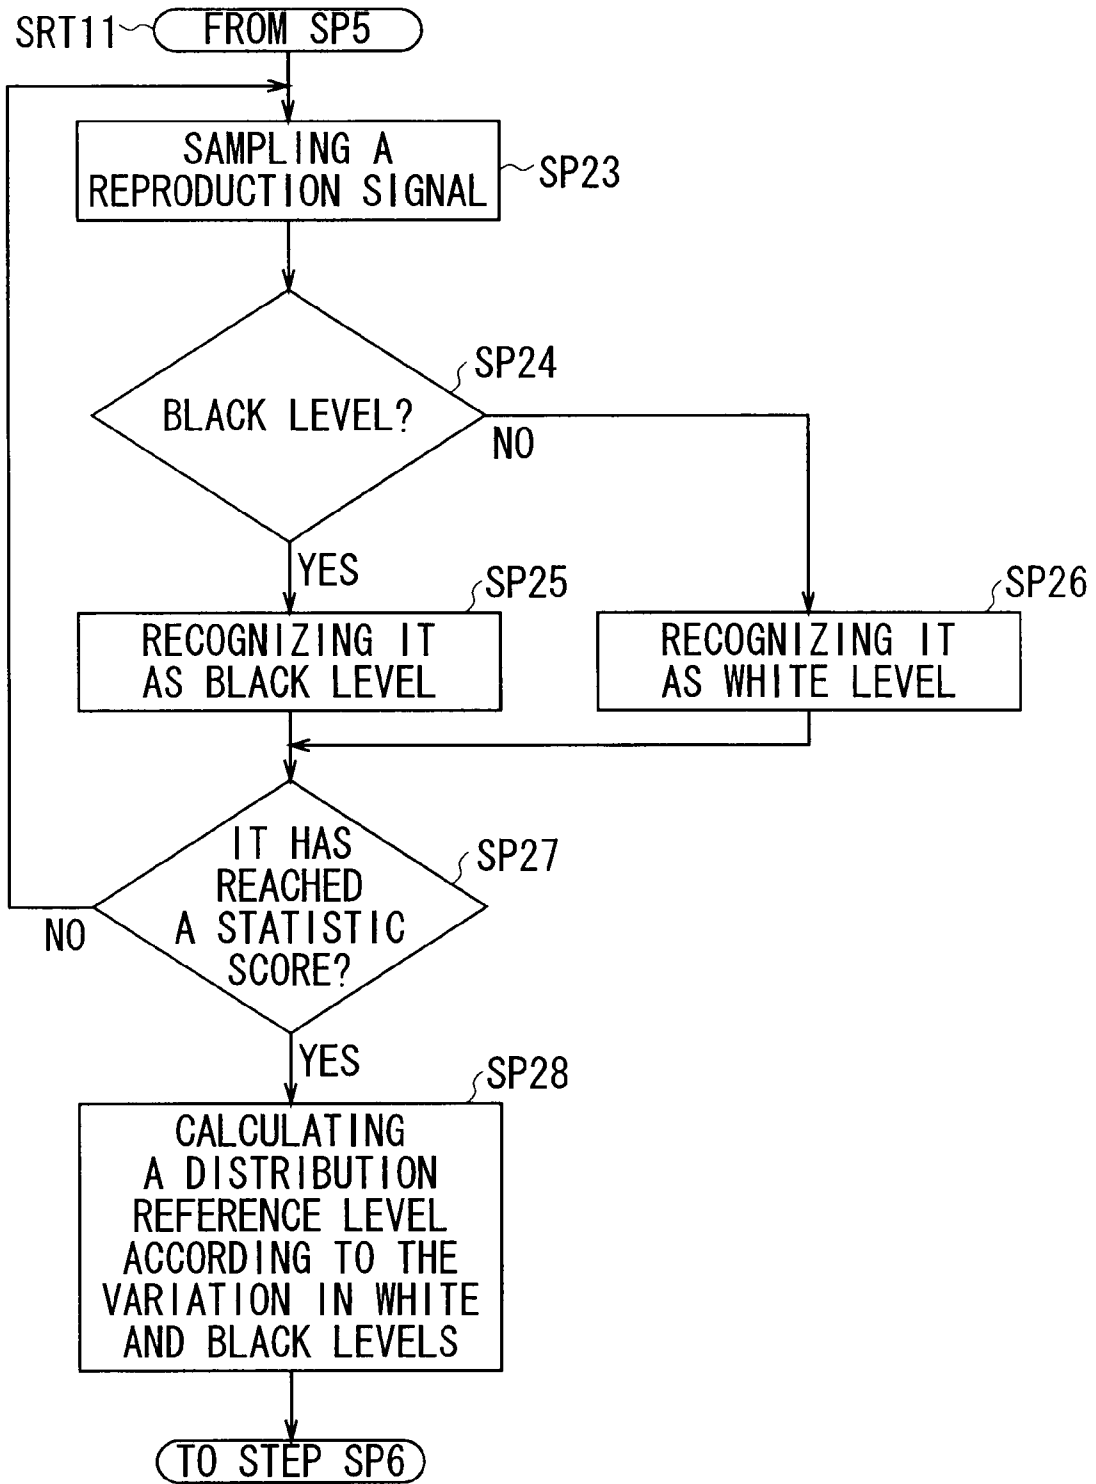 SRT11
FROM SP5
SAMPLING A
REPRODUCTION SIGNAL
SP23
SP24
BLACK LEVEL?
NO
YES
SP25
SP26
RECOGNIZING IT
AS BLACK LEVEL
RECOGNIZING IT
AS WHITE LEVEL
IT HAS
REACHED
A STATISTIC
SCORE?
SP27
NO
YES
SP28
CALCULATING
A DISTRIBUTION
REFERENCE LEVEL
ACCORDING TO THE
VARIATION IN WHITE
AND BLACK LEVELS
TO STEP SP6